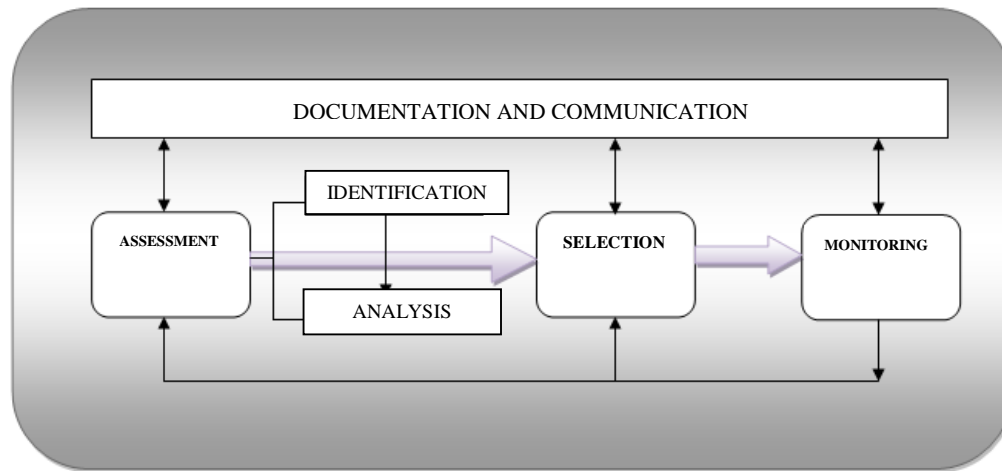 DOCUMENTATION AND COMMUNICATION
IDENTIFICATION
ASSESSMENT
SELECTION
MONITORING
ANALYSIS